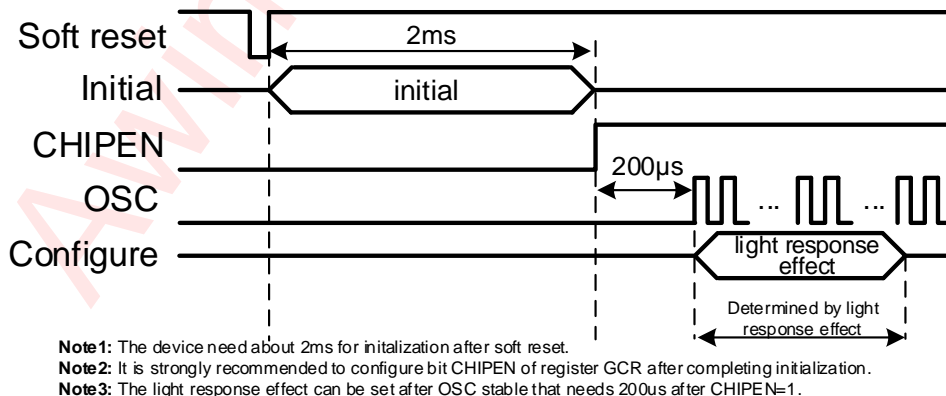 Soft reset
2ms
Initial
initial
CHIPEN
200μs
OSC
... ...
Configure
light response
effect
Determined by light
response effect
Note1: The device need about 2ms for initalization after soft reset.
Note2: It is strongly recommended to configure bit CHIPEN of register GCR after completing initialization.
Note3: The light response effect can be set after OSC stable that needs 200us after CHIPEN=1.
Awin